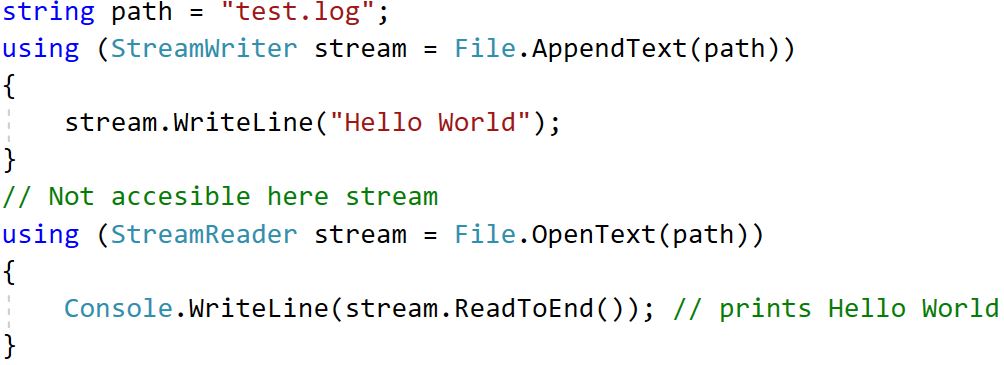 string path = "test.log";
using (StreamWriter stream = File.AppendText(path))
{
    stream.WriteLine("Hello World");
}
// Not accesible here stream
using (StreamReader stream = File.OpenText(path))
{
    Console.WriteLine(stream.ReadToEnd()); // prints Hello World
}